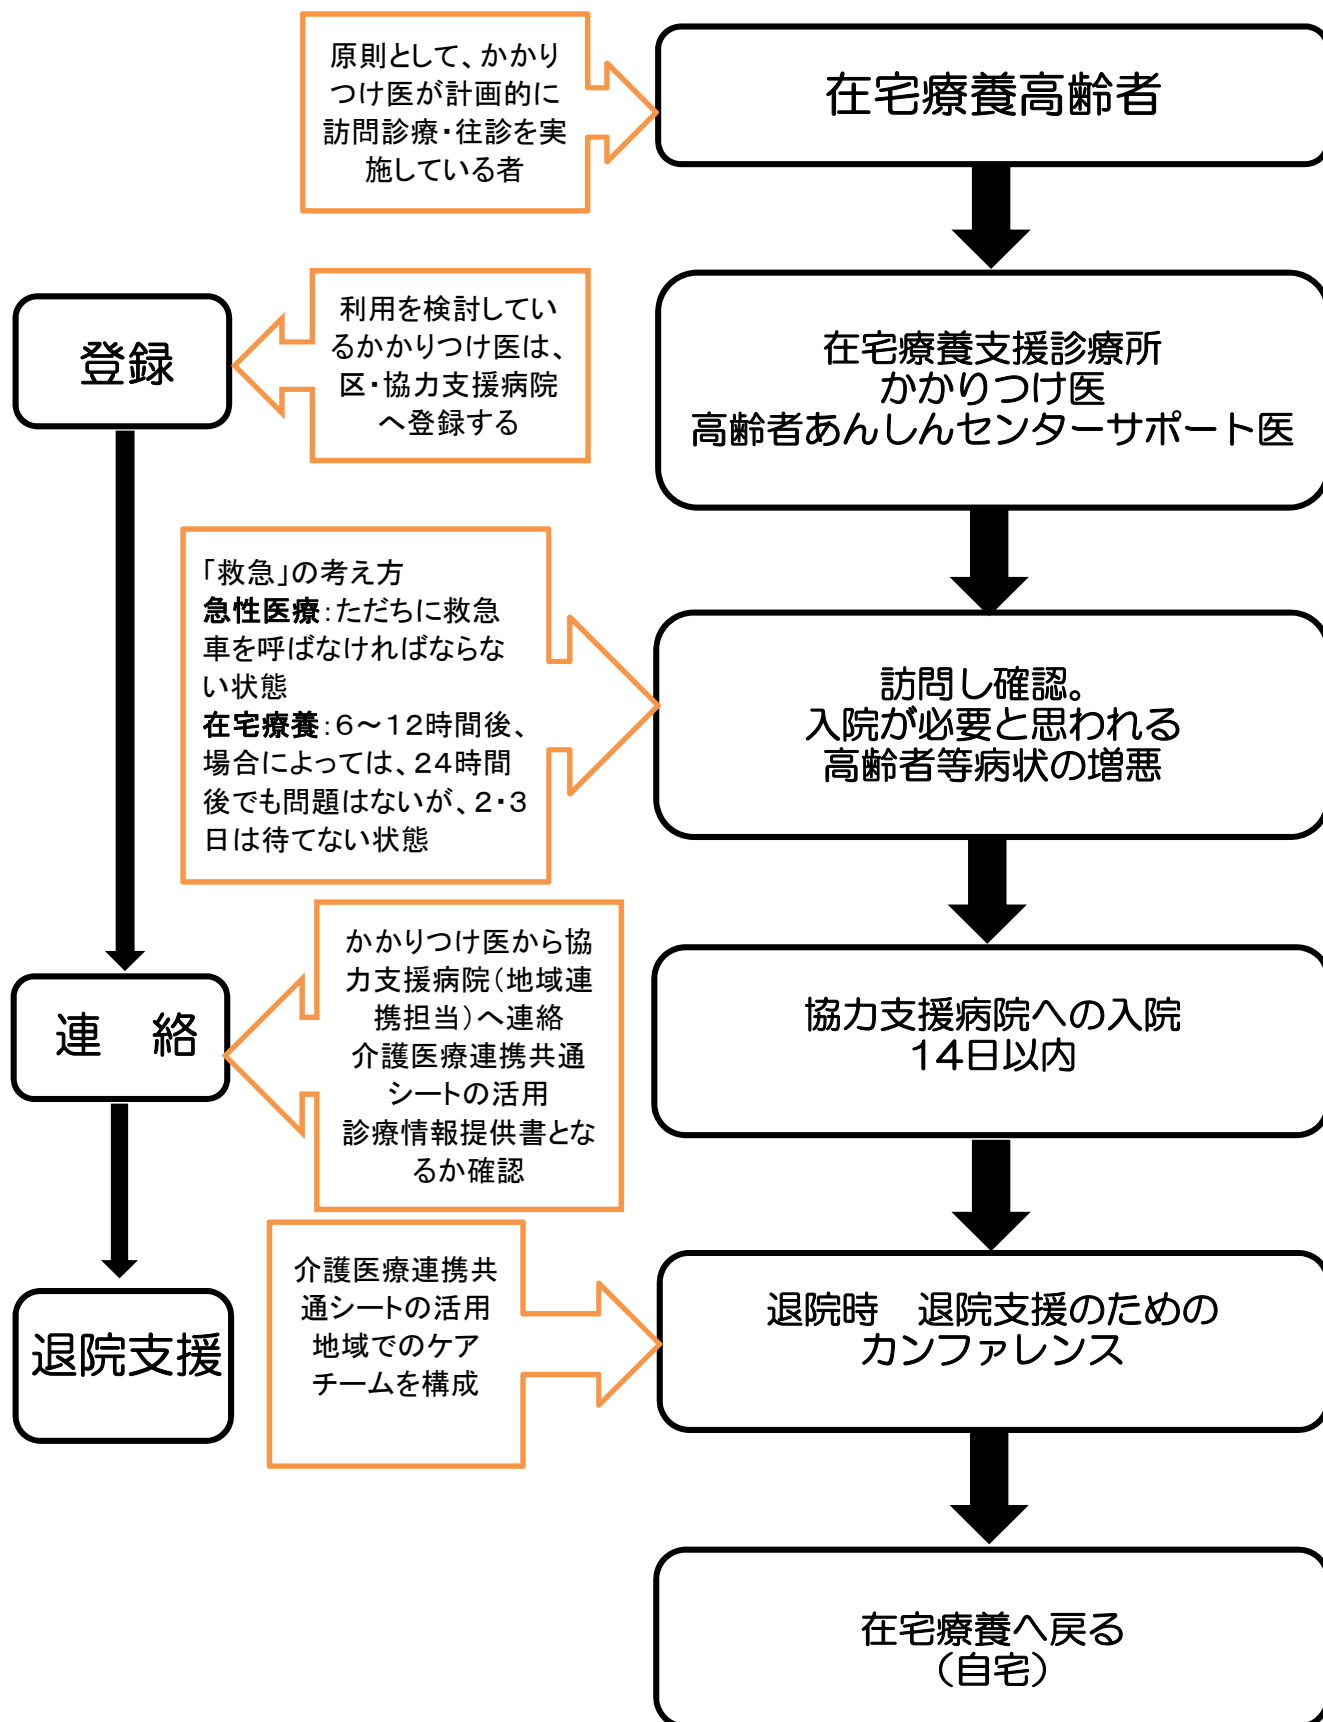 原則として、かかり
つけ医が計画的に
訪問診療・往診を実
施している者
在宅療養高齢者
登録
利用を検討してい
るかかりつけ医は、
区・協力支援病院
へ登録する
在宅療養支援診療所
かかりつけ医
高齢者あんしんセンターサポート医
「救急」の考え方
急性医療：ただちに救急
車を呼ばなければならな
い状態
在宅療養：６～１２時間後、
場合によっては、２４時間
後でも問題はないが、２・３
日は待てない状態
訪問し確認。
入院が必要と思われる
高齢者等病状の増悪
連　絡
かかりつけ医から協
力支援病院（地域連
携担当）へ連絡
介護医療連携共通
シートの活用
診療情報提供書とな
るか確認
協力支援病院への入院
１４日以内
退院支援
介護医療連携共
通シートの活用
地域でのケア
チームを構成
退院時　退院支援のための
カンファレンス
在宅療養へ戻る
（自宅）